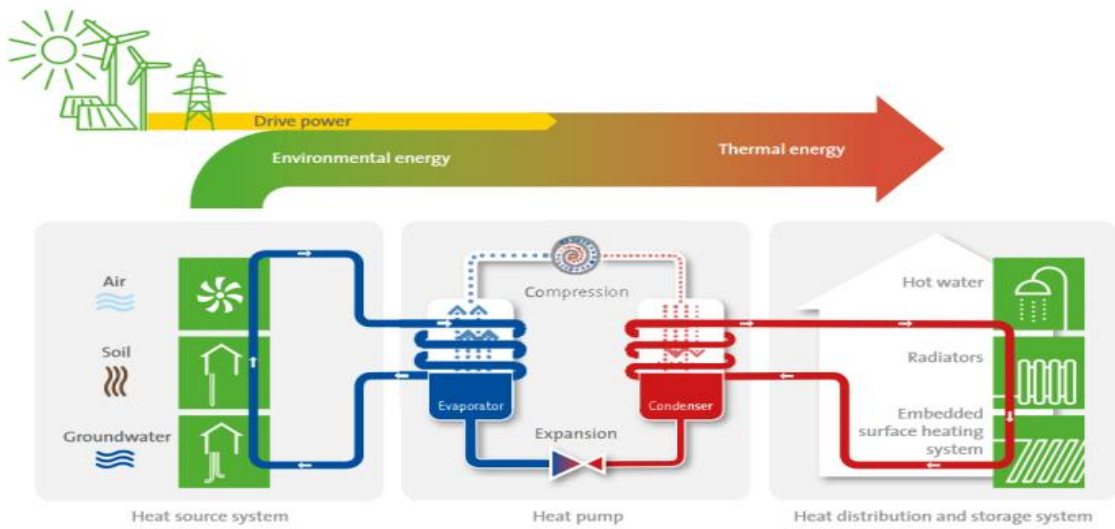 Drive power
Environmental energy
Thermal energy
Air
Soil
Groundwater
Compression
Evaporator
Condenser
Expansion
Hot water
Radiators
Embedded
surface heating
system
Heat source system
Heat pump
Heat distribution and storage system